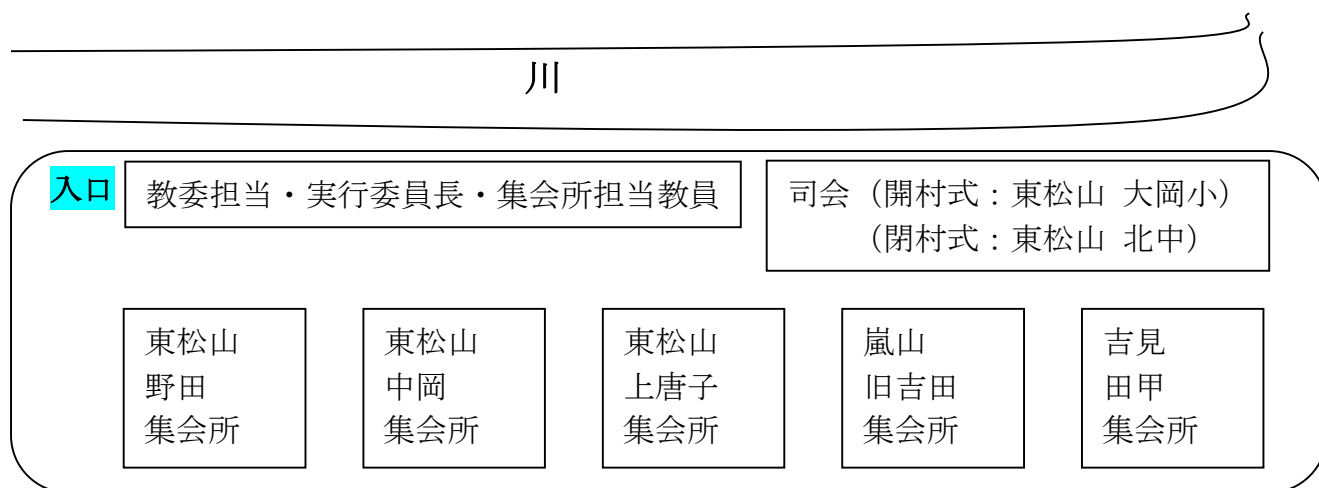 川
入口
教委担当・実行委員長・集会所担当教員
司会（開村式：東松山 大岡小）
（閉村式：東松山 北中）
東松山
野田
集会所
東松山
中岡
集会所
東松山
上唐子
集会所
嵐山
旧吉田
集会所
吉見
田甲
集会所